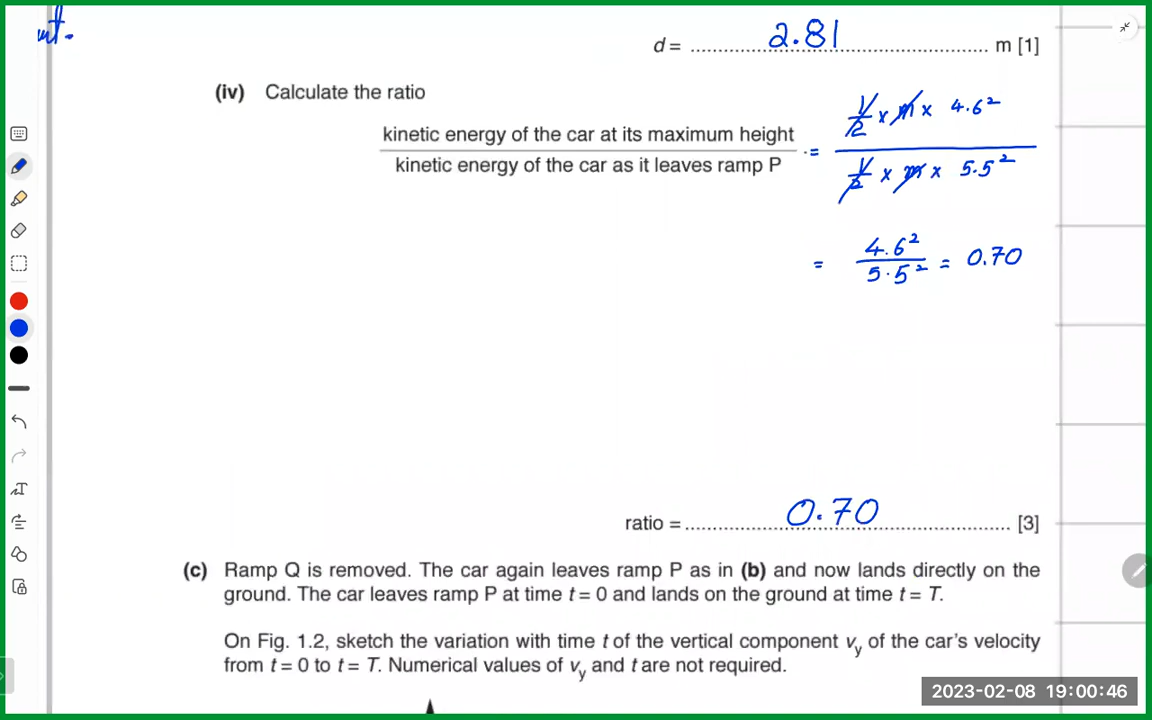 d = 2.81 m [1]
(iv) Calculate the ratio
kinetic energy of the car at its maximum height
kinetic energy of the car as it leaves ramp P
= 1/2 × m × 4.6²
1/2 × m × 5.5²
= 4.6²
5.5² = 0.70
ratio = 0.70 [3]
(c) Ramp Q is removed. The car again leaves ramp P as in (b) and now lands directly on the
ground. The car leaves ramp P at time t = 0 and lands on the ground at time t = T.
On Fig. 1.2, sketch the variation with time t of the vertical component vy of the car's velocity
from t = 0 to t = T. Numerical values of vy and t are not required.
2023-02-08 19:00:46